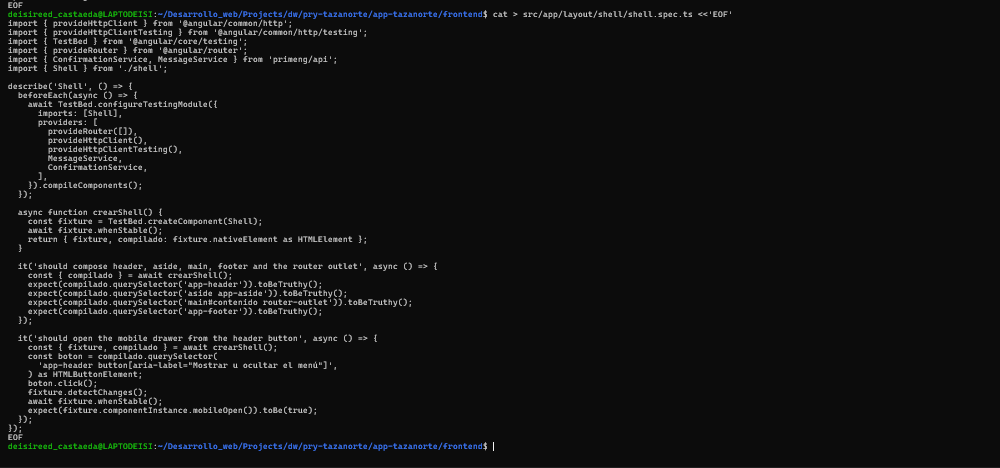 EOF
deisireed_castaeda@LAPTODEISI:~/Desarrollo_web/Projects/dw/pry-tazanorte/app-tazanorte/frontend$ cat > src/app/layout/shell/shell.spec.ts <<'EOF'
import { provideHttpClient } from '@angular/common/http';
import { provideHttpClientTesting } from '@angular/common/http/testing';
import { TestBed } from '@angular/core/testing';
import { provideRouter } from '@angular/router';
import { ConfirmationService, MessageService } from 'primeng/api';
import { Shell } from './shell';

describe('Shell', () => {
  beforeEach(async () => {
    await TestBed.configureTestingModule({
      imports: [Shell],
      providers: [
        provideRouter([]),
        provideHttpClient(),
        provideHttpClientTesting(),
        MessageService,
        ConfirmationService,
      ],
    }).compileComponents();
  });

  async function crearShell() {
    const fixture = TestBed.createComponent(Shell);
    await fixture.whenStable();
    return { fixture, compilado: fixture.nativeElement as HTMLElement };
  }

  it('should compose header, aside, main, footer and the router outlet', async () => {
    const { compilado } = await crearShell();
    expect(compilado.querySelector('app-header')).toBeTruthy();
    expect(compilado.querySelector('aside app-aside')).toBeTruthy();
    expect(compilado.querySelector('main#contenido router-outlet')).toBeTruthy();
    expect(compilado.querySelector('app-footer')).toBeTruthy();
  });

  it('should open the mobile drawer from the header button', async () => {
    const { fixture, compilado } = await crearShell();
    const boton = compilado.querySelector(
      'app-header button[aria-label="Mostrar u ocultar el menú"]',
    ) as HTMLButtonElement;
    boton.click();
    fixture.detectChanges();
    await fixture.whenStable();
    expect(fixture.componentInstance.mobileOpen()).toBe(true);
  });
});
EOF
deisireed_castaeda@LAPTODEISI:~/Desarrollo_web/Projects/dw/pry-tazanorte/app-tazanorte/frontend$